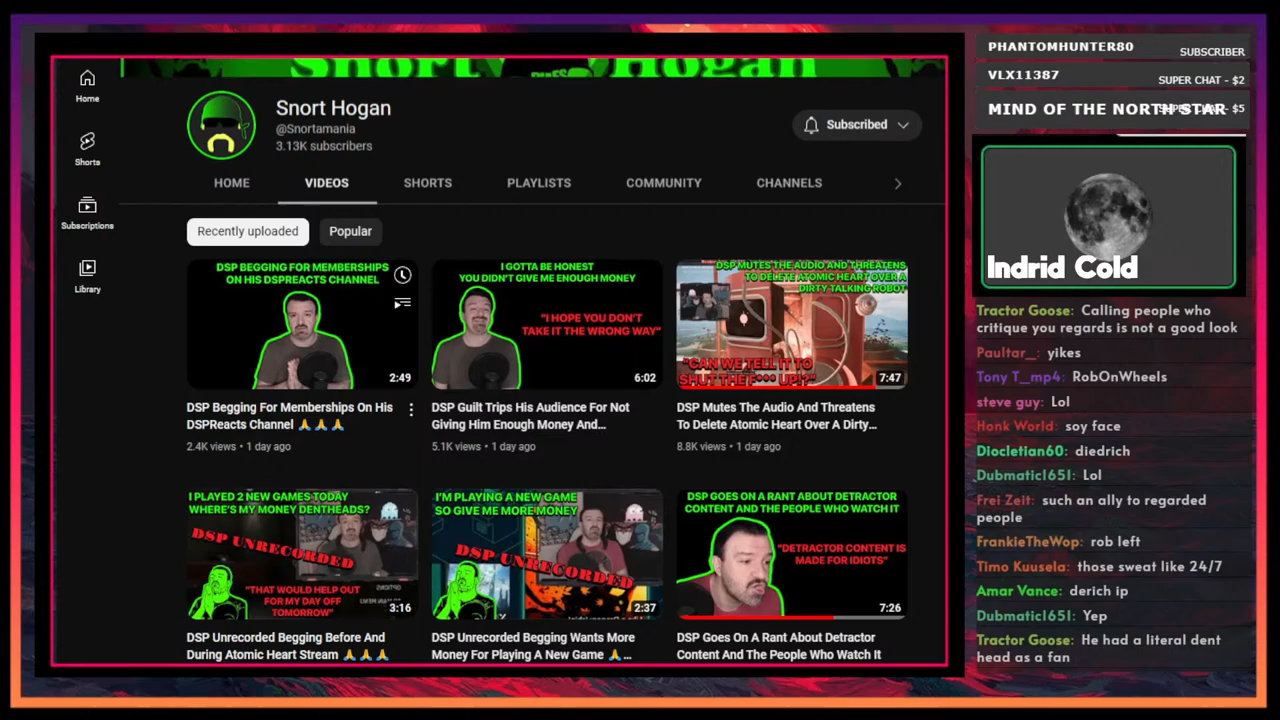 Snort Hogan
Home
Shorts
Subscriptions
Library
Snort Hogan
@Snortamania
3.13K subscribers
Subscribed
HOME VIDEOS SHORTS PLAYLISTS COMMUNITY CHANNELS
Recently uploaded Popular
DSP BEGGING FOR MEMBERSHIPS
ON HIS DSPREACTS CHANNEL
2:49
DSP Begging For Memberships On His
DSPReacts Channel 🙏🙏🙏
2.4K views • 1 day ago
I GOTTA BE HONEST
YOU DIDN'T GIVE ME ENOUGH MONEY
"I HOPE YOU DON'T
TAKE IT THE WRONG WAY"
6:02
DSP Guilt Trips His Audience For Not
Giving Him Enough Money And...
5.1K views • 1 day ago
DSP MUTES THE AUDIO AND THREATENS
TO DELETE ATOMIC HEART OVER A
DIRTY TALKING ROBOT
"CAN WE TELL IT TO
SHUT THE F*** UP!?"
7:47
DSP Mutes The Audio And Threatens
To Delete Atomic Heart Over A Dirty...
8.8K views • 1 day ago
I PLAYED 2 NEW GAMES TODAY
WHERE'S MY MONEY DENTHEADS?
DSP UNRECORDED
"THAT WOULD HELP OUT
FOR MY DAY OFF
TOMORROW"
OPTIONS
3:16
DSP Unrecorded Begging Before And
During Atomic Heart Stream 🙏🙏🙏
I'M PLAYING A NEW GAME
SO GIVE ME MORE MONEY
DSP UNRECORDED
2:37
DSP Unrecorded Begging Wants More
Money For Playing A New Game 🙏...
DSP GOES ON A RANT ABOUT DETRACTOR
CONTENT AND THE PEOPLE WHO WATCH IT
"DETRACTOR CONTENT IS
MADE FOR IDIOTS"
7:26
DSP Goes On A Rant About Detractor
Content And The People Who Watch It
PHANTOMHUNTER80 SUBSCRIBER
VLX11387 SUPER CHAT - $2
MIND OF THE NORTH STAR SUPER CHAT - $5
Indrid Cold
Tractor Goose: Calling people who
critique you regards is not a good look
Paultar_: yikes
Tony T_mp4: RobOnWheels
steve guy: Lol
Honk World: soy face
Diocletian60: diedrich
Dubmatic1651: Lol
Frei Zeit: such an ally to regarded
people
FrankieTheWop: rob left
Timo Kuusela: those sweat like 24/7
Amar Vance: derich ip
Dubmatic1651: Yep
Tractor Goose: He had a literal dent
head as a fan